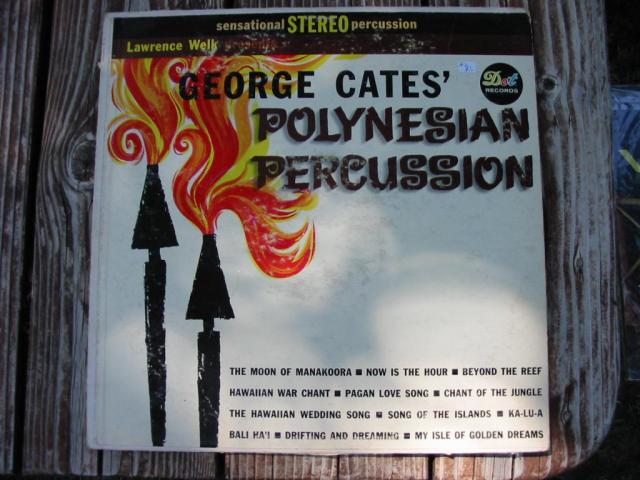 sensational STEREO percussion
Lawrence Welk presents
GEORGE CATES'
Dot
RECORDS
POLYNESIAN
PERCUSSION
THE MOON OF MANAKOORA ■ NOW IS THE HOUR ■ BEYOND THE REEF
HAWAIIAN WAR CHANT ■ PAGAN LOVE SONG ■ CHANT OF THE JUNGLE
THE HAWAIIAN WEDDING SONG ■ SONG OF THE ISLANDS ■ KA-LU-A
BALI HA'I ■ DRIFTING AND DREAMING ■ MY ISLE OF GOLDEN DREAMS